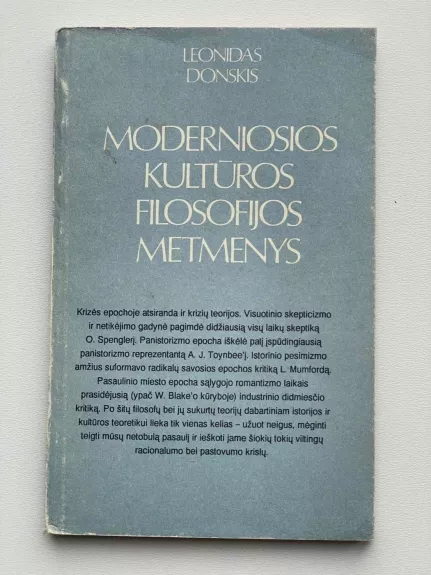 LEONIDAS
DONSKIS
MODERNIOSIOS
KULTŪROS
FILOSOFIJOS
METMENYS
Krizės epochoje atsiranda ir krizių teorijos. Visuotinio skepticizmo
ir netikėjimo gadynė pagimdė didžiausią visų laikų skeptiką
O. Spenglerį. Panistorizmo epocha iškėlė patį įspūdingiausią
panistorizmo reprezentantą A. J. Toynbee'į. Istorinio pesimizmo
amžius suformavo radikalų savosios epochos kritiką L. Mumfordą.
Pasaulinio miesto epocha sąlygojo romantizmo laikais
prasidėjusią (ypač W. Blake'o kūryboje) industrinio didmiesčio
kritiką. Po šitų filosofų bei jų sukurtų teorijų dabartiniam istorijos ir
kultūros teoretikui lieka tik vienas kelias – užuot neigus, mėginti
teigti mūsų netobulą pasaulį ir ieškoti jame šiokių tokių viltingų
racionalumo bei pastovumo krislų.